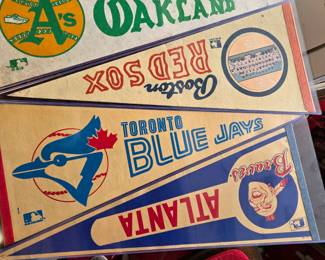 A's OAKLAND
Boston
RED SOX
TORONTO
BLUE JAYS
Braves
ATLANTA